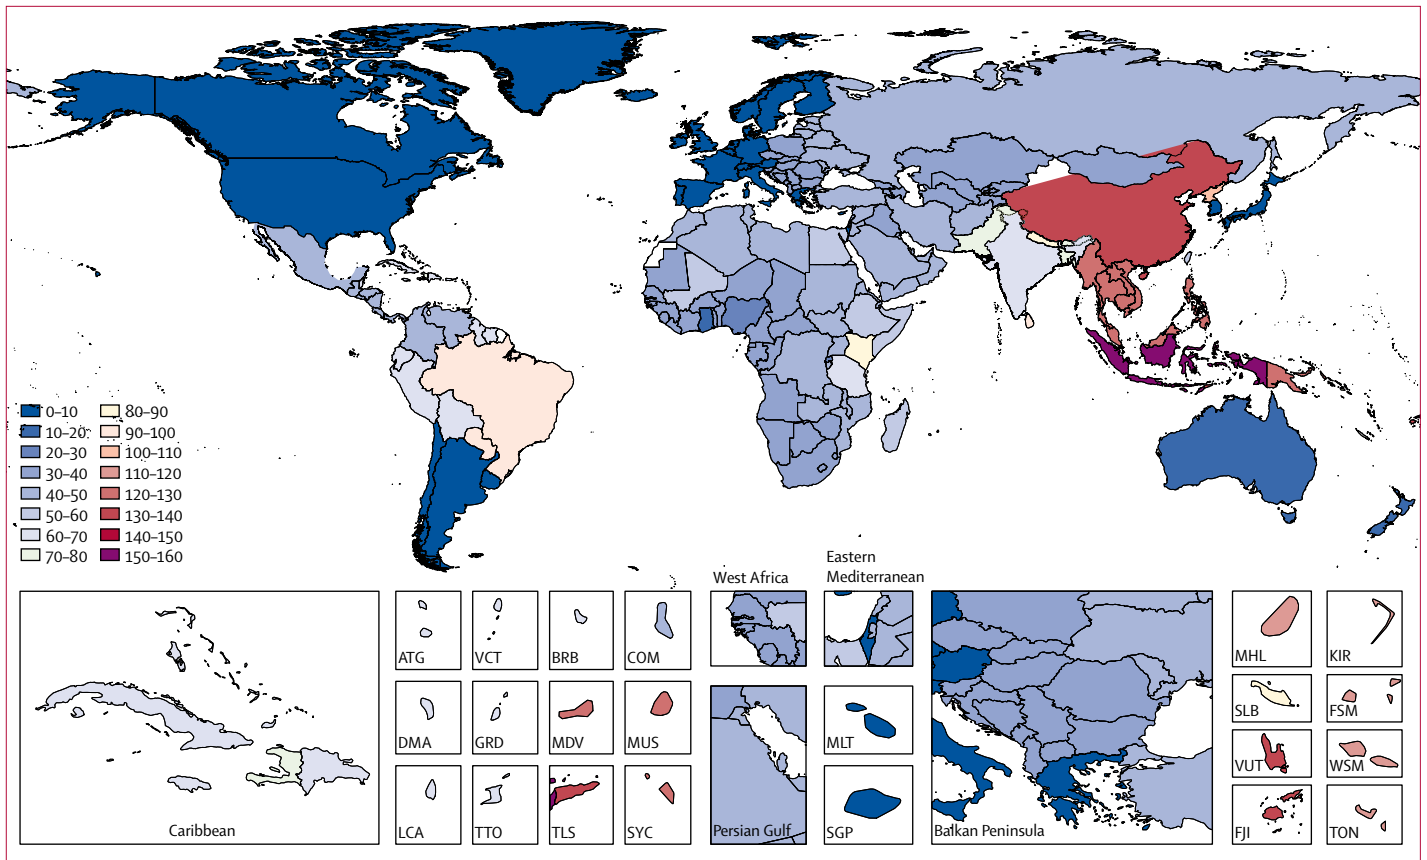 0–10
10–20
20–30
30–40
40–50
50–60
60–70
70–80
80–90
90–100
100–110
110–120
120–130
130–140
140–150
150–160
West Africa
Eastern
Mediterranean
Caribbean
ATG
VCT
BRB
COM
DMA
GRD
MDV
MUS
LCA
TTO
TLS
SYC
Persian Gulf
MLT
SGP
Balkan Peninsula
MHL
KIR
SLB
FSM
VUT
WSM
FJI
TON